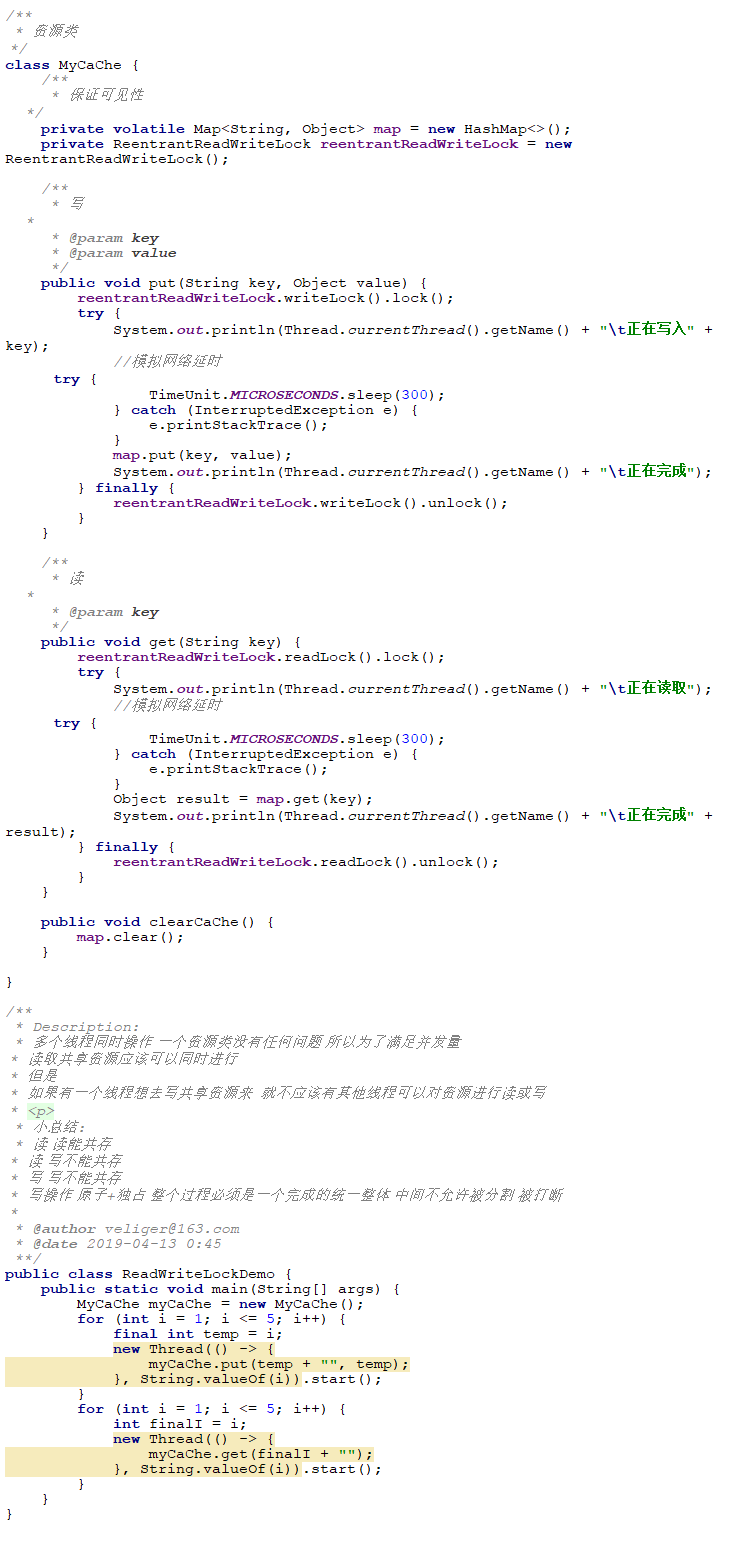 /**
 * 资源类
 */
class MyCaChe {
    /**
     * 保证可见性
  */
    private volatile Map<String, Object> map = new HashMap<>();
    private ReentrantReadWriteLock reentrantReadWriteLock = new
ReentrantReadWriteLock();
    /**
     * 写
  *
     * @param key
     * @param value
     */
    public void put(String key, Object value) {
        reentrantReadWriteLock.writeLock().lock();
        try {
            System.out.println(Thread.currentThread().getName() + "\t正在写入" +
key);
            //模拟网络延时
     try {
                TimeUnit.MICROSECONDS.sleep(300);
            } catch (InterruptedException e) {
                e.printStackTrace();
            }
            map.put(key, value);
            System.out.println(Thread.currentThread().getName() + "\t正在完成");
        } finally {
            reentrantReadWriteLock.writeLock().unlock();
        }
    }
    /**
     * 读
  *
     * @param key
     */
    public void get(String key) {
        reentrantReadWriteLock.readLock().lock();
        try {
            System.out.println(Thread.currentThread().getName() + "\t正在读取");
            //模拟网络延时
     try {
                TimeUnit.MICROSECONDS.sleep(300);
            } catch (InterruptedException e) {
                e.printStackTrace();
            }
            Object result = map.get(key);
            System.out.println(Thread.currentThread().getName() + "\t正在完成" +
result);
        } finally {
            reentrantReadWriteLock.readLock().unlock();
        }
    }
    public void clearCaChe() {
        map.clear();
    }
}
/**
 * Description:
 * 多个线程同时操作 一个资源类没有任何问题 所以为了满足并发量
 * 读取共享资源应该可以同时进行
 * 但是
 * 如果有一个线程想去写共享资源来  就不应该有其他线程可以对资源进行读或写
 * <p>
 * 小总结:
 * 读 读能共存
 * 读 写不能共存
 * 写 写不能共存
 * 写操作 原子+独占 整个过程必须是一个完成的统一整体 中间不允许被分割 被打断
 *
 * @author veliger@163.com
 * @date 2019-04-13 0:45
 **/
public class ReadWriteLockDemo {
    public static void main(String[] args) {
        MyCaChe myCaChe = new MyCaChe();
        for (int i = 1; i <= 5; i++) {
            final int temp = i;
            new Thread(() -> {
                myCaChe.put(temp + "", temp);
            }, String.valueOf(i)).start();
        }
        for (int i = 1; i <= 5; i++) {
            int finalI = i;
            new Thread(() -> {
                myCaChe.get(finalI + "");
            }, String.valueOf(i)).start();
        }
    }
}